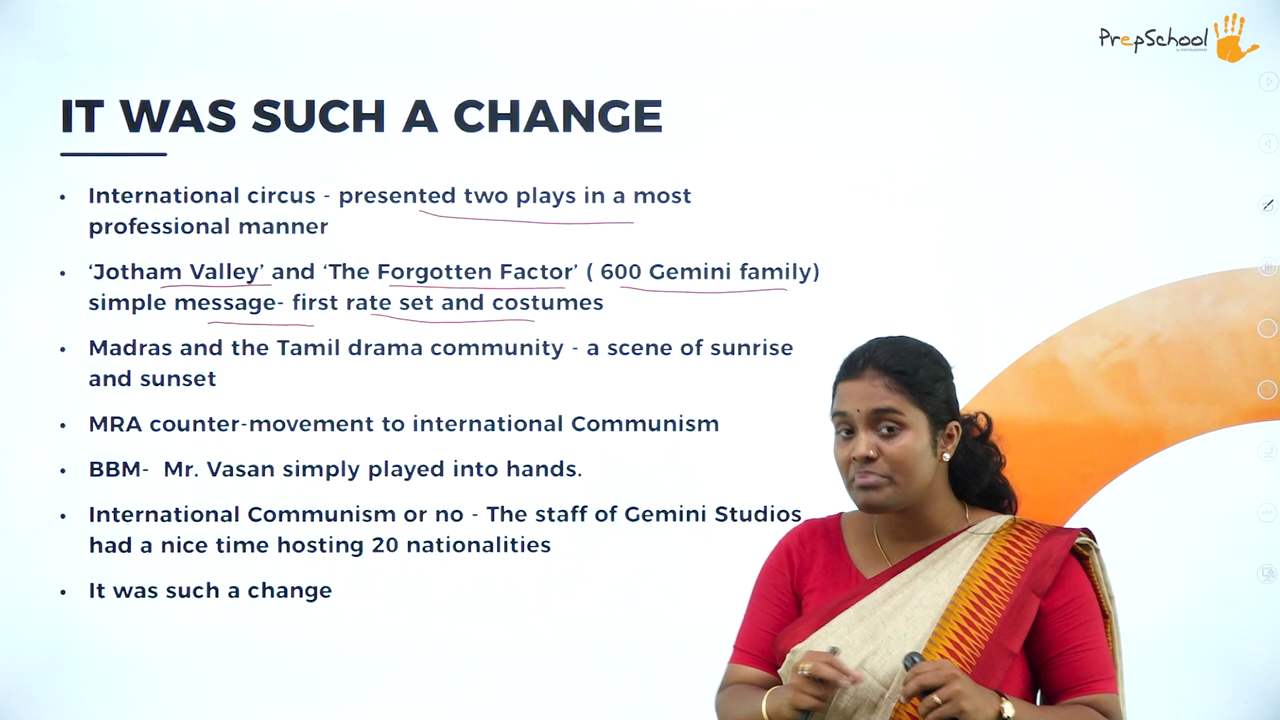 PrepSchool
IT WAS SUCH A CHANGE
• International circus - presented two plays in a most
professional manner
• ‘Jotham Valley’ and ‘The Forgotten Factor’ ( 600 Gemini family)
simple message- first rate set and costumes
• Madras and the Tamil drama community - a scene of sunrise
and sunset
• MRA counter-movement to international Communism
• BBM- Mr. Vasan simply played into hands.
• International Communism or no - The staff of Gemini Studios
had a nice time hosting 20 nationalities
• It was such a change